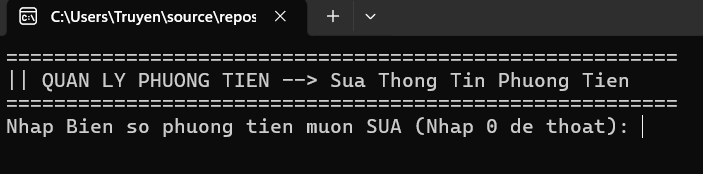 C:\Users\Truyen\source\repos
========================================================
|| QUAN LY PHUONG TIEN --> Sua Thong Tin Phuong Tien
========================================================
Nhap Bien so phuong tien muon SUA (Nhap 0 de thoat):